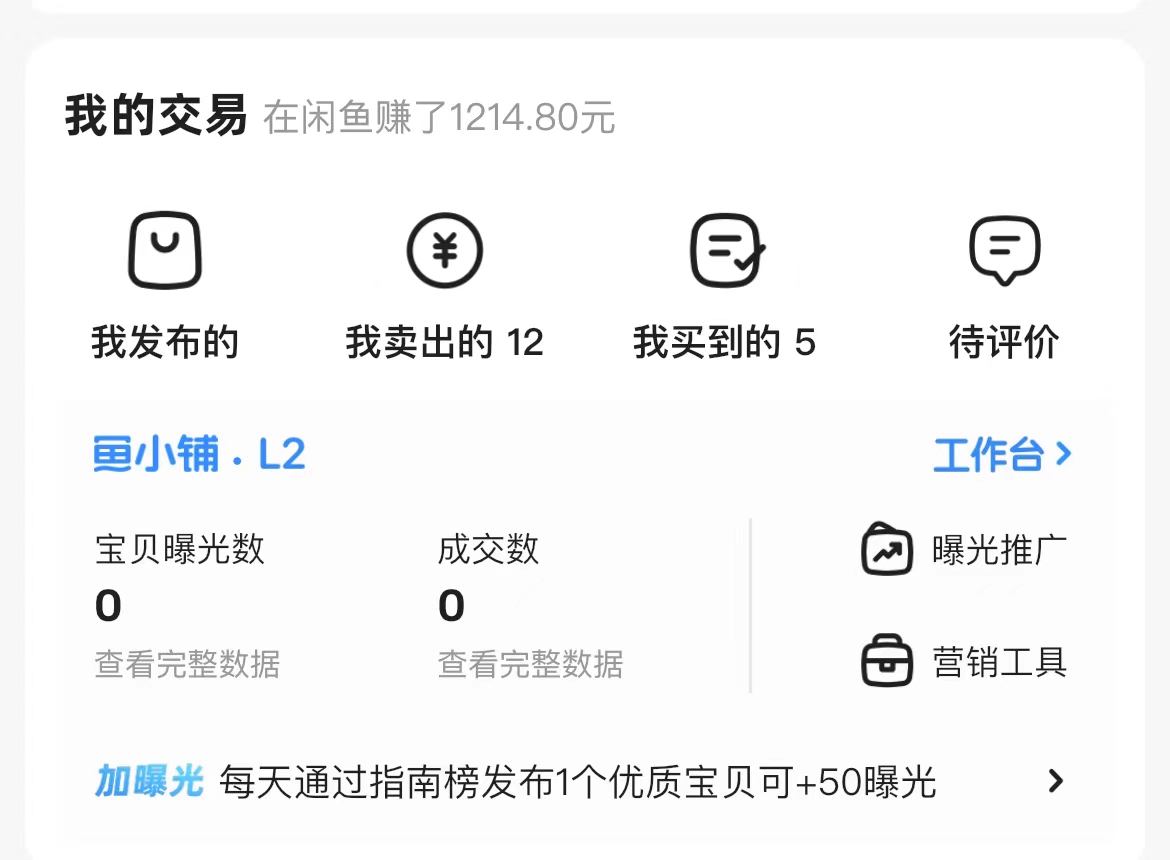 我的交易 在闲鱼赚了1214.80元
我发布的 我卖出的 12 我买到的 5 待评价
鱼小铺 . L2 工作台 >
宝贝曝光数 成交数 曝光推广
0 0
查看完整数据 查看完整数据 营销工具
加曝光 每天通过指南榜发布1个优质宝贝可+50曝光 >